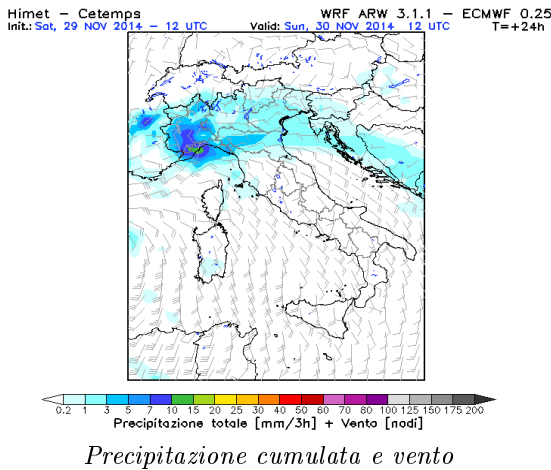 Himet – Cetemps WRF ARW 3.1.1 – ECMWF 0.25
Init.: Sat, 29 NOV 2014 – 12 UTC Valid: Sun, 30 NOV 2014 12 UTC T=+24h
0.2 1 3 5 7 10 15 20 25 30 40 50 60 70 80 100 125 150 175 200
Precipitazione totale [mm/3h] + Vento [nodi]
Precipitazione cumulata e vento